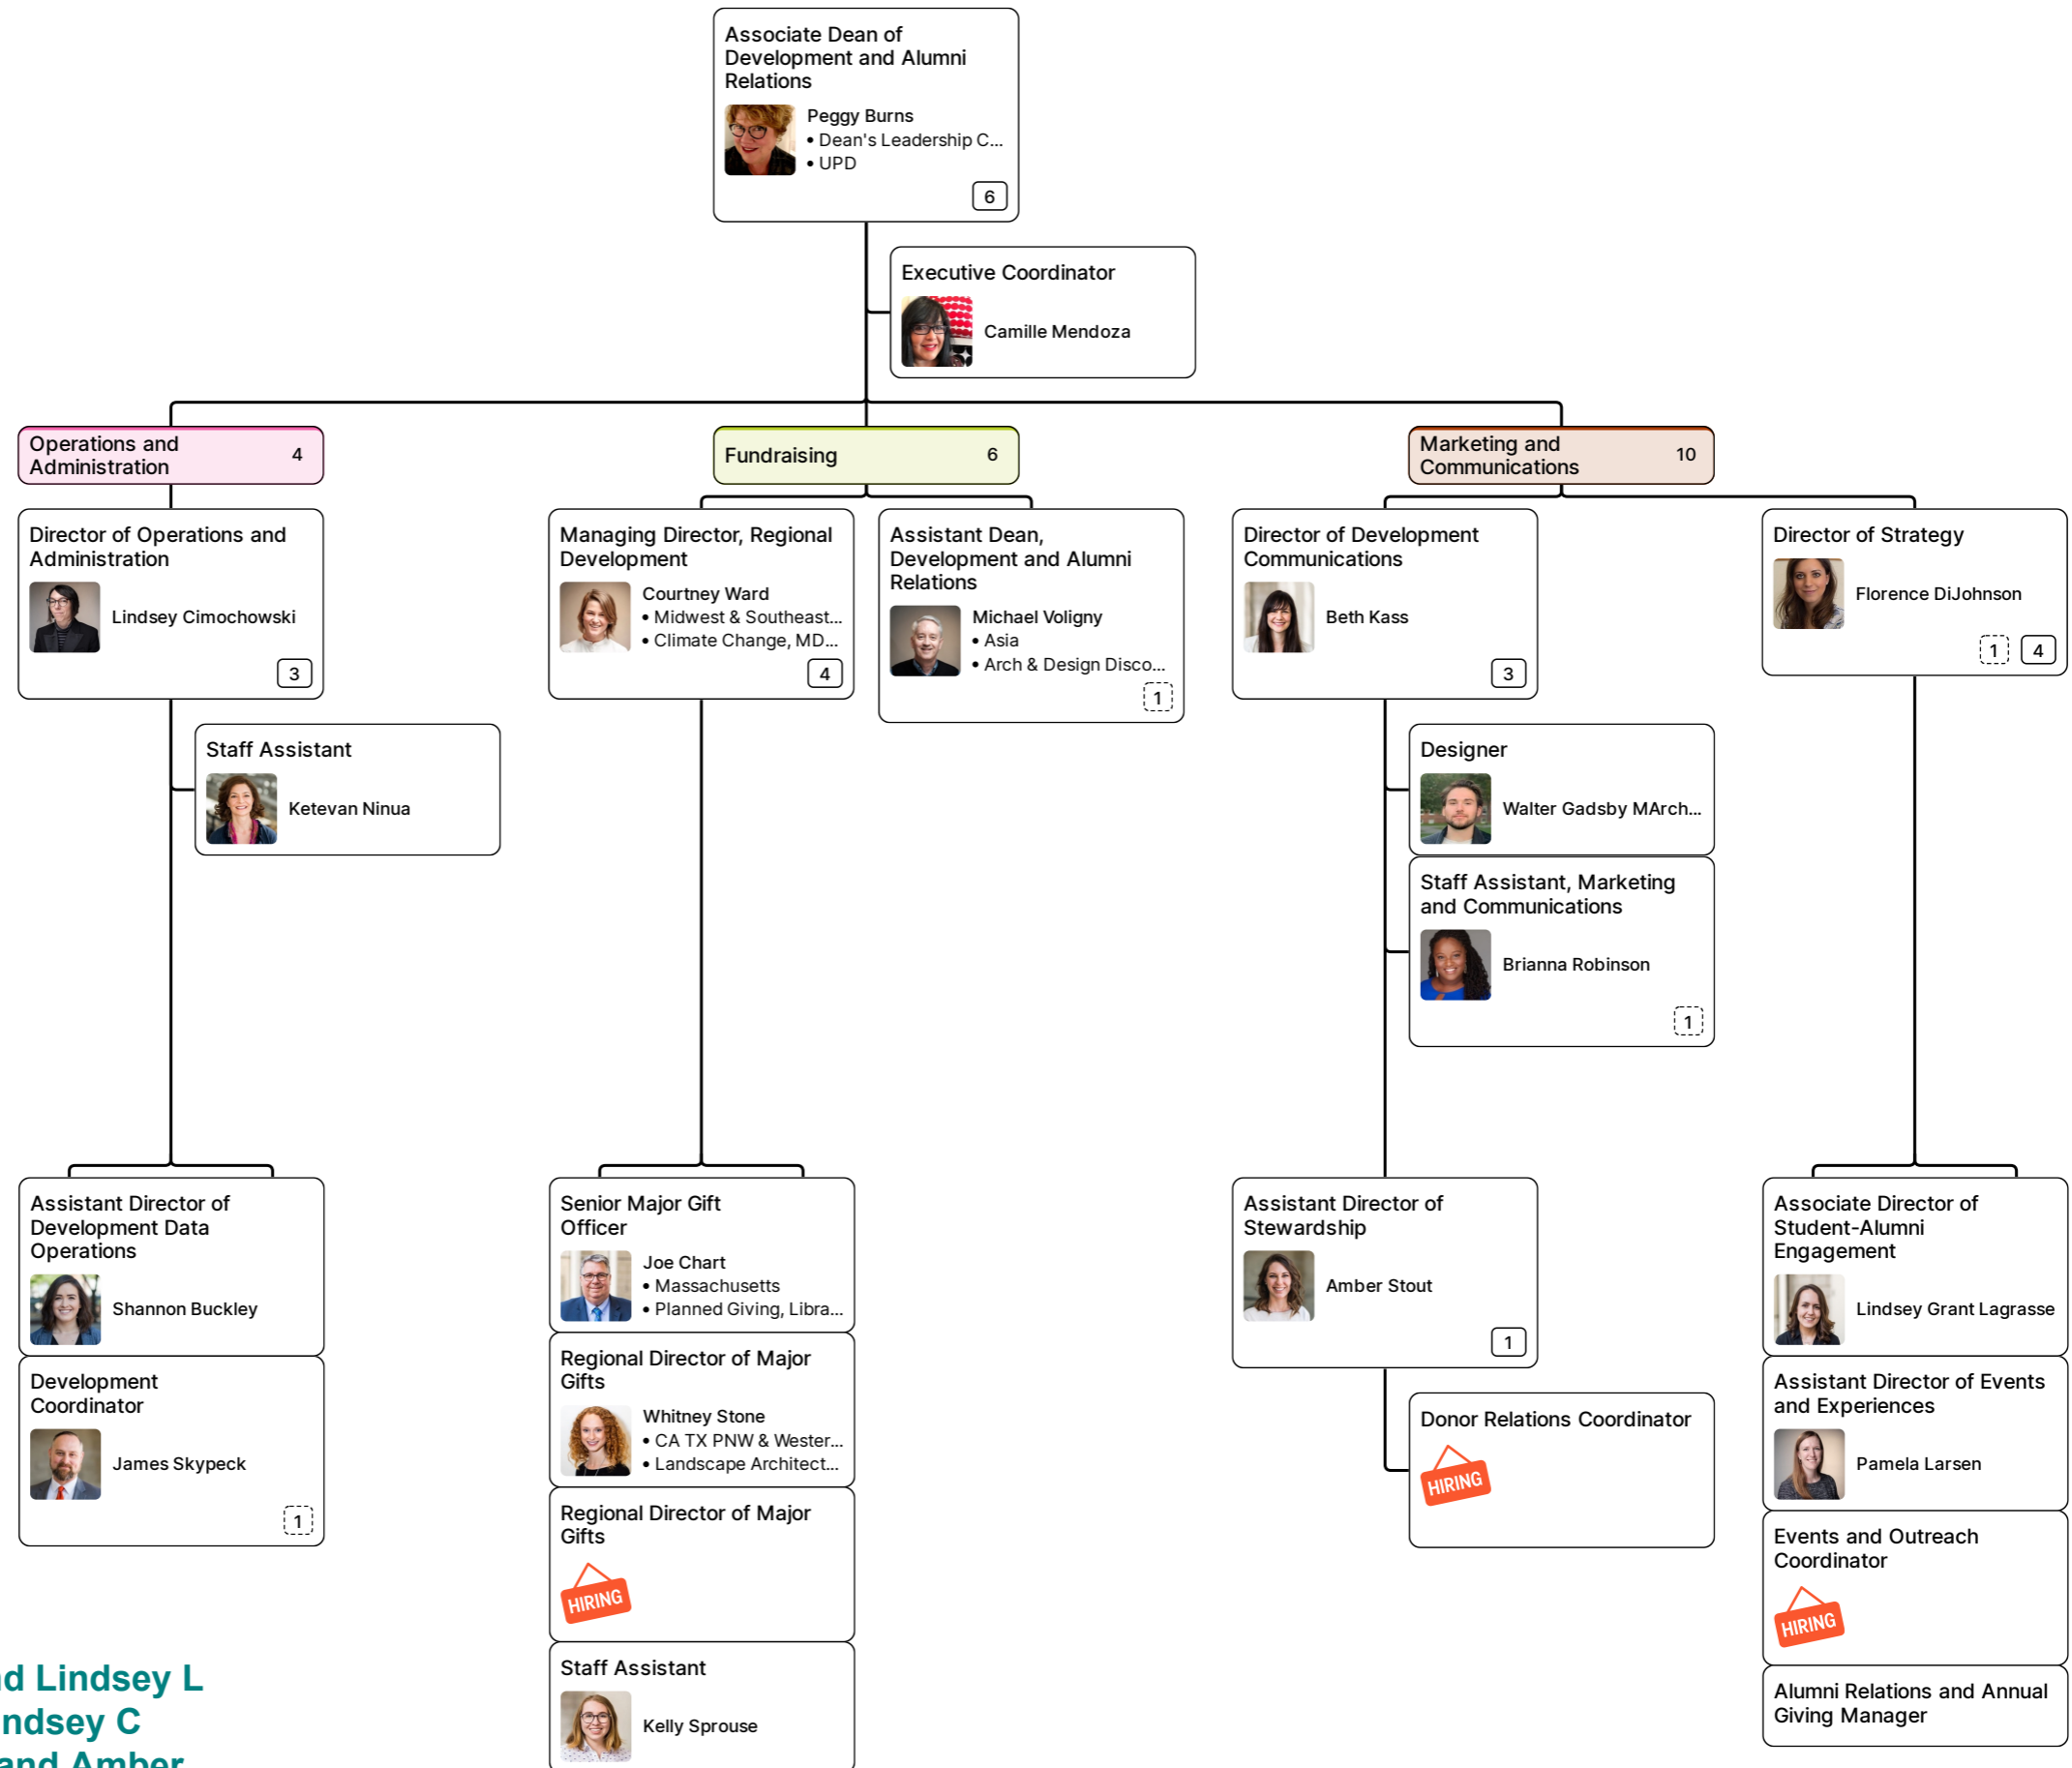 Associate Dean of
Development and Alumni
Relations
Peggy Burns
• Dean's Leadership C...
• UPD
6
Executive Coordinator
Camille Mendoza
Operations and
Administration
4
Fundraising
6
Marketing and
Communications
10
Director of Operations and
Administration
Lindsey Cimochowski
3
Managing Director, Regional
Development
Courtney Ward
• Midwest & Southeast...
• Climate Change, MD...
4
Assistant Dean,
Development and Alumni
Relations
Michael Voligny
• Asia
• Arch & Design Disco...
1
Director of Development
Communications
Beth Kass
3
Director of Strategy
Florence DiJohnson
1
4
Staff Assistant
Ketevan Ninua
Designer
Walter Gadsby MArch...
Staff Assistant, Marketing
and Communications
Brianna Robinson
1
Assistant Director of
Development Data
Operations
Shannon Buckley
Development
Coordinator
James Skypeck
1
Senior Major Gift
Officer
Joe Chart
• Massachusetts
• Planned Giving, Libra...
Regional Director of Major
Gifts
Whitney Stone
• CA TX PNW & Wester...
• Landscape Architect...
Regional Director of Major
Gifts
HIRING
Staff Assistant
Kelly Sprouse
Assistant Director of
Stewardship
Amber Stout
1
Donor Relations Coordinator
HIRING
Associate Director of
Student-Alumni
Engagement
Lindsey Grant Lagrasse
Assistant Director of Events
and Experiences
Pamela Larsen
Events and Outreach
Coordinator
HIRING
Alumni Relations and Annual
Giving Manager
Lindsey L
C
and Amber